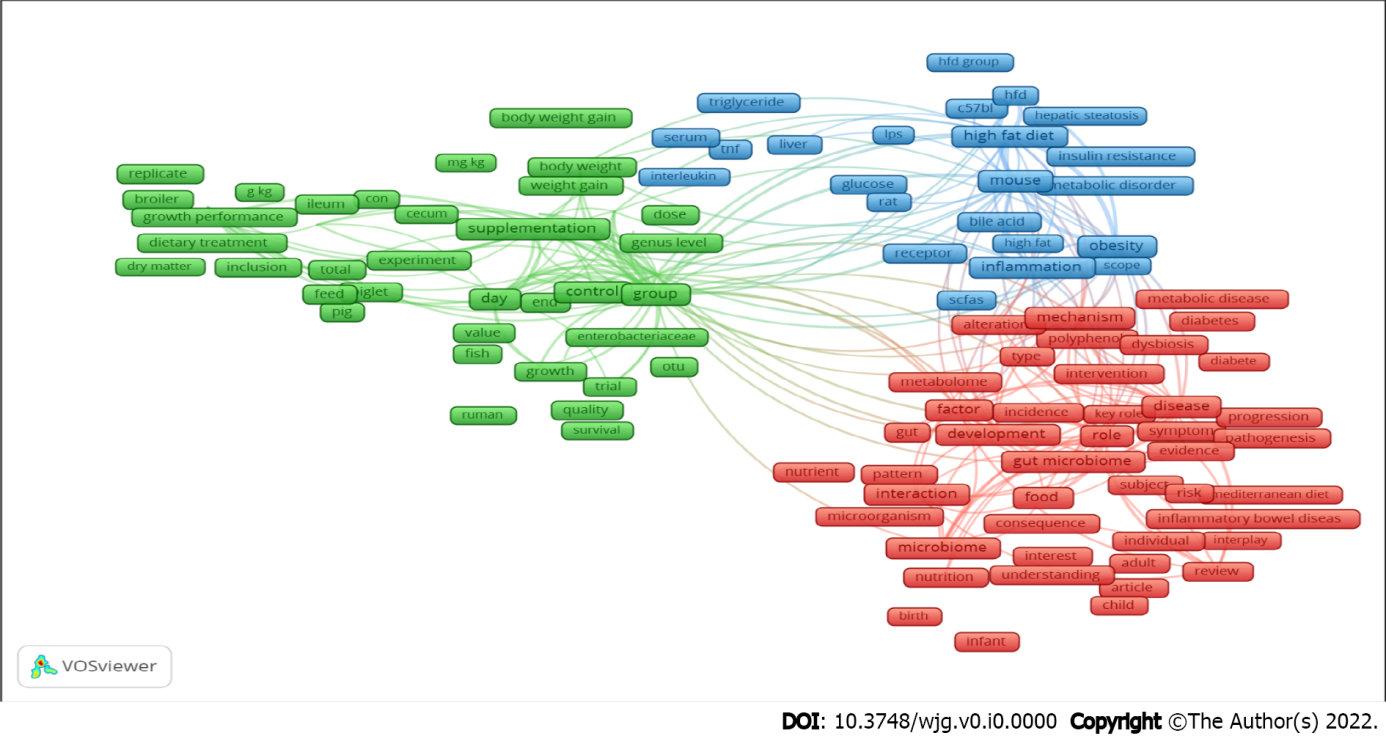 hfd group
hfd
triglyceride
c57bl
body weight gain
hepatic steatosis
serum
lps
high fat diet
tnf
liver
insulin resistance
mg kg
body weight
replicate
interleukin
mouse
metabolic disorder
weight gain
glucose
g kg
broiler
con
ileum
rat
growth performance
cecum
dose
bile acid
supplementation
dietary treatment
genus level
high fat
obesity
receptor
experiment
dry matter
inclusion
total
inflammation
scope
feed
piglet
day
end
control
group
scfas
metabolic disease
pig
mechanism
alteration
diabetes
value
enterobacteriaceae
polyphenol
dysbiosis
fish
type
diabete
otu
growth
intervention
trial
metabolome
ruman
quality
factor
incidence
key role
disease
progression
survival
gut
development
role
symptom
pathogenesis
evidence
gut microbiome
nutrient
pattern
subject
interaction
food
risk
mediterranean diet
microorganism
consequence
inflammatory bowel diseas
individual
interplay
microbiome
interest
adult
nutrition
understanding
review
article
child
birth
infant
VOSviewer
DOI: 10.3748/wjg.v0.i0.0000 Copyright ©The Author(s) 2022.